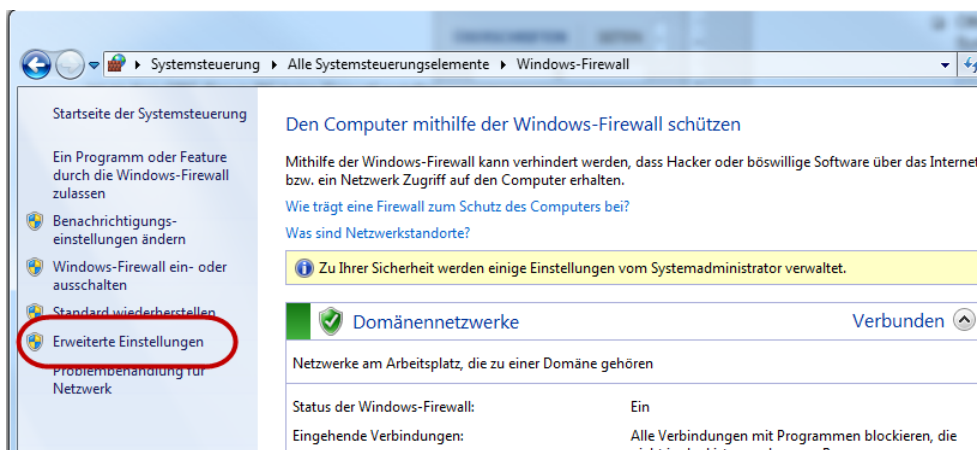 Systemsteuerung ▸ Alle Systemsteuerungselemente ▸ Windows-Firewall
Startseite der Systemsteuerung
Ein Programm oder Feature
durch die Windows-Firewall
zulassen
Benachrichtigungs-
einstellungen ändern
Windows-Firewall ein- oder
ausschalten
Standard wiederherstellen
Erweiterte Einstellungen
Problembehandlung für
Netzwerk
Den Computer mithilfe der Windows-Firewall schützen
Mithilfe der Windows-Firewall kann verhindert werden, dass Hacker oder böswillige Software über das Internet
bzw. ein Netzwerk Zugriff auf den Computer erhalten.
Wie trägt eine Firewall zum Schutz des Computers bei?
Was sind Netzwerkstandorte?
Zu Ihrer Sicherheit werden einige Einstellungen vom Systemadministrator verwaltet.
Domänennetzwerke Verbunden
Netzwerke am Arbeitsplatz, die zu einer Domäne gehören
Status der Windows-Firewall: Ein
Eingehende Verbindungen: Alle Verbindungen mit Programmen blockieren, die